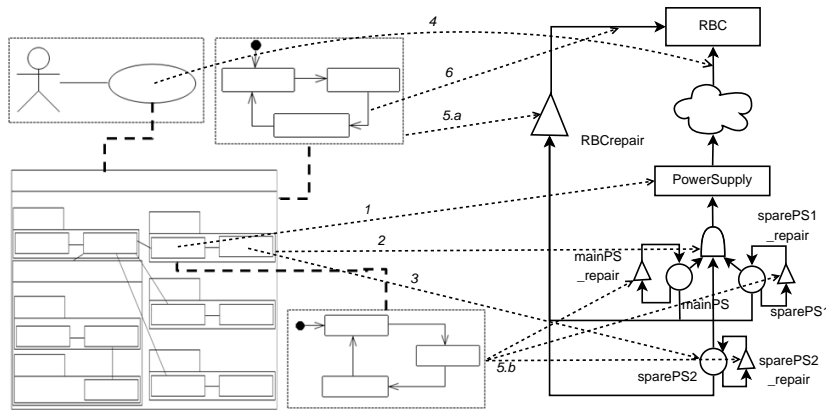 4
RBC
6
5.a
RBCrepair
1
PowerSupply
2
sparePS1
_repair
mainPS
_repair
3
mainPS
sparePS1
sparePS2
sparePS2
_repair
5.b